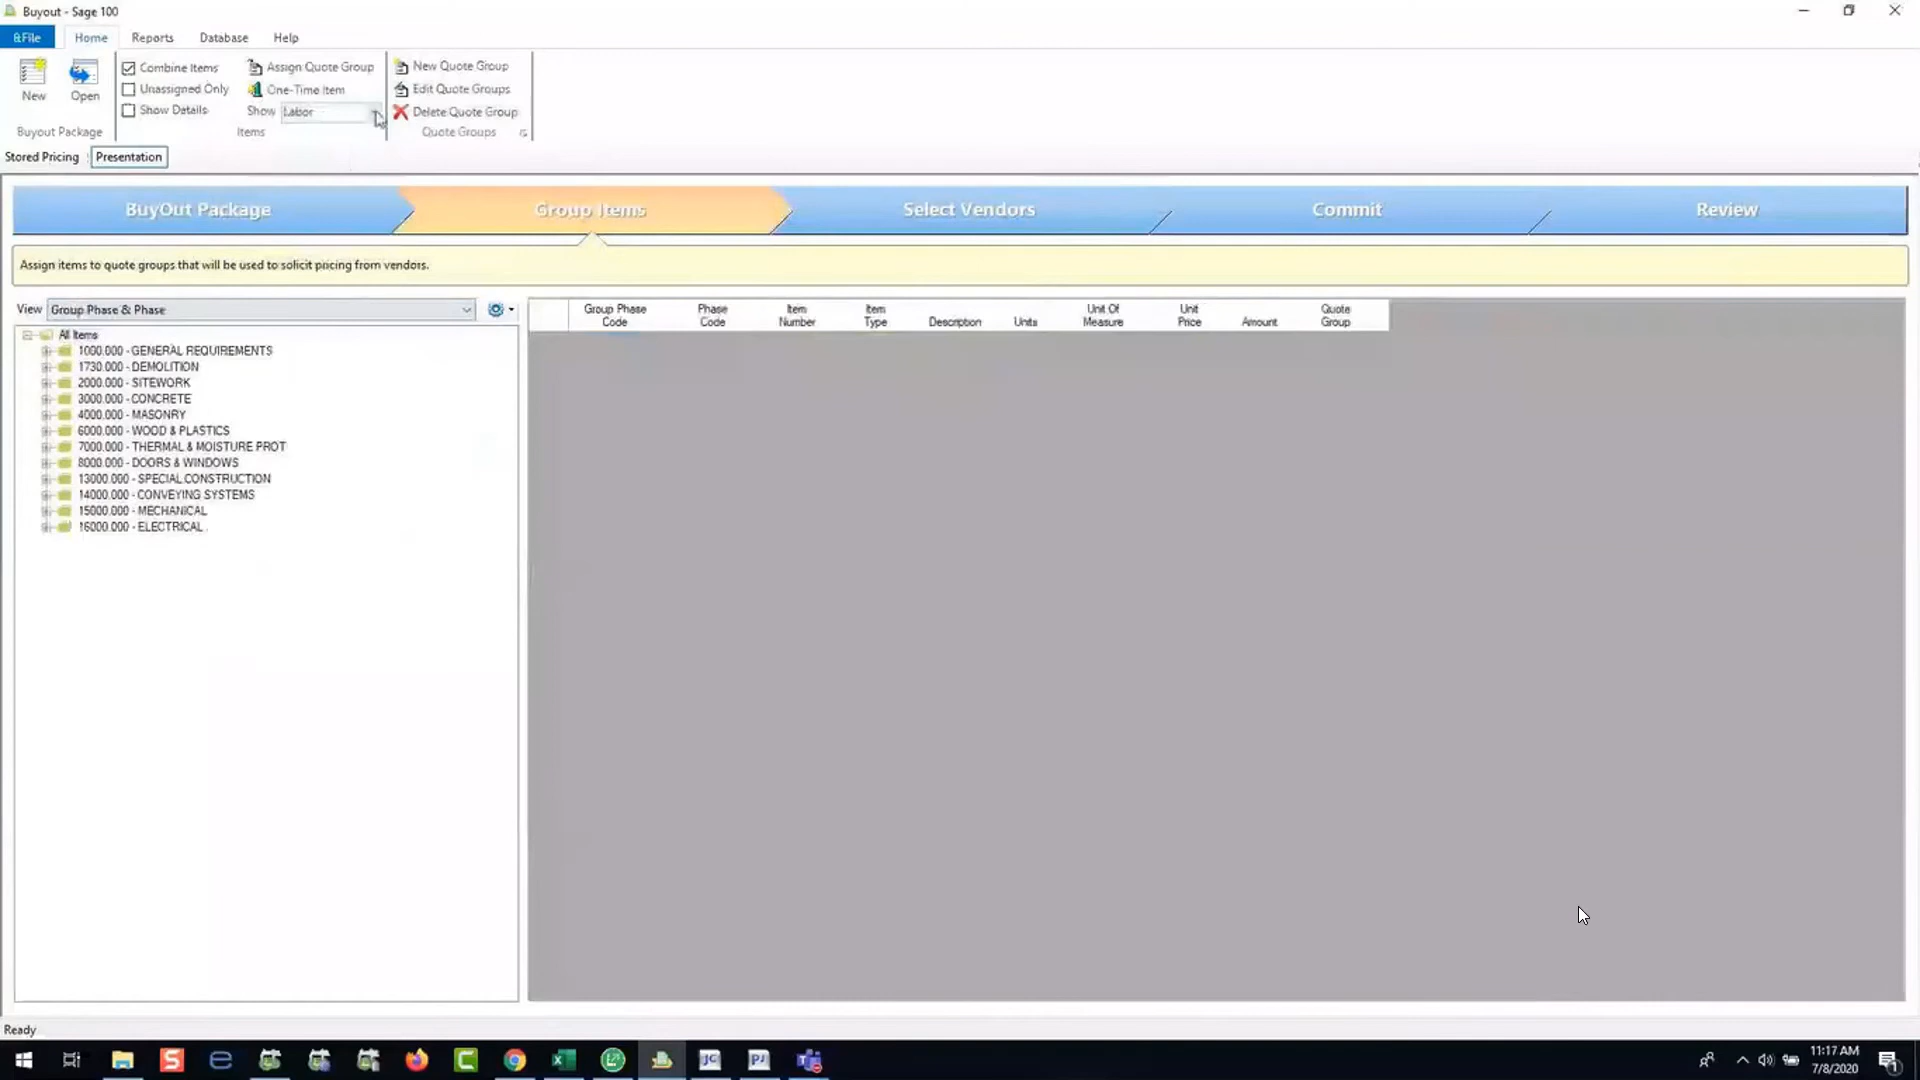 Buyout - Sage 100
&File Home Reports Database Help
New Open
Buyout Package
Combine Items
Unassigned Only
Show Details
Assign Quote Group
One-Time Item
Show Labor
Items
New Quote Group
Edit Quote Groups
Delete Quote Group
Quote Groups
Stored Pricing Presentation
BuyOut Package Group Items Select Vendors Commit Review
Assign items to quote groups that will be used to solicit pricing from vendors.
View Group Phase & Phase
All Items
1000.000 - GENERAL REQUIREMENTS
1730.000 - DEMOLITION
2000.000 - SITEWORK
3000.000 - CONCRETE
4000.000 - MASONRY
6000.000 - WOOD & PLASTICS
7000.000 - THERMAL & MOISTURE PROT
8000.000 - DOORS & WINDOWS
13000.000 - SPECIAL CONSTRUCTION
14000.000 - CONVEYING SYSTEMS
15000.000 - MECHANICAL
16000.000 - ELECTRICAL
Group Phase Code
Phase Code
Item Number
Item Type
Description
Units
Unit Of Measure
Unit Price
Amount
Quote Group
Ready
JC PJ
11:17 AM
7/8/2020